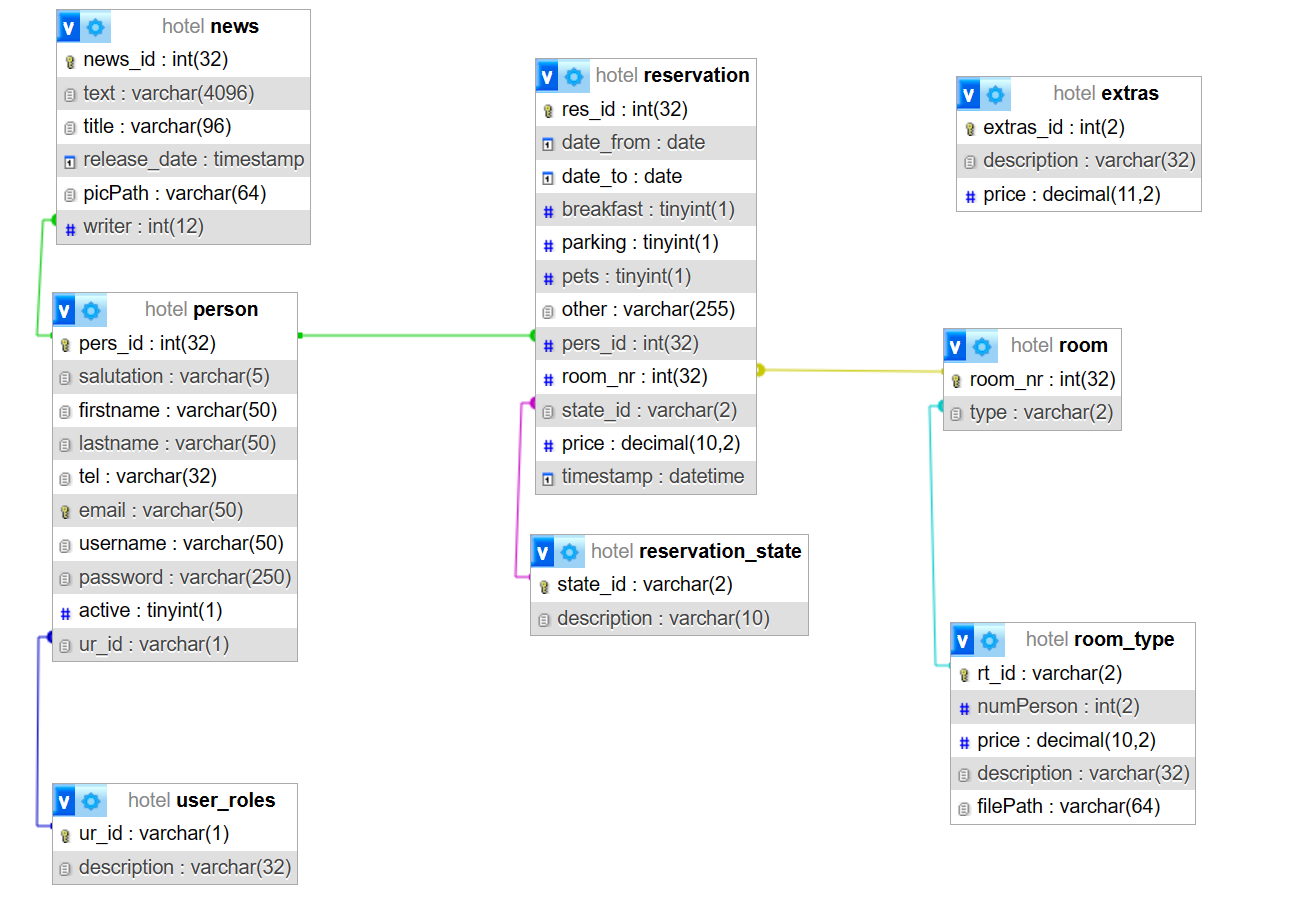 v hotel news
news_id : int(32)
text : varchar(4096)
title : varchar(96)
release_date : timestamp
picPath : varchar(64)
writer : int(12)
v hotel person
pers_id : int(32)
salutation : varchar(5)
firstname : varchar(50)
lastname : varchar(50)
tel : varchar(32)
email : varchar(50)
username : varchar(50)
password : varchar(250)
# active : tinyint(1)
ur_id : varchar(1)
v hotel user_roles
ur_id : varchar(1)
description : varchar(32)
v hotel reservation
res_id : int(32)
date_from : date
date_to : date
# breakfast : tinyint(1)
# parking : tinyint(1)
# pets : tinyint(1)
other : varchar(255)
# pers_id : int(32)
# room_nr : int(32)
state_id : varchar(2)
# price : decimal(10,2)
timestamp : datetime
v hotel reservation_state
state_id : varchar(2)
description : varchar(10)
v hotel extras
extras_id : int(2)
description : varchar(32)
# price : decimal(11,2)
v hotel room
room_nr : int(32)
type : varchar(2)
v hotel room_type
rt_id : varchar(2)
# numPerson : int(2)
# price : decimal(10,2)
description : varchar(32)
filePath : varchar(64)